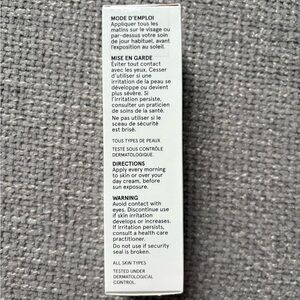 MODE D'EMPLOI
Appliquer tous les
matins sur le visage ou
par-dessus votre soin
de jour habituel, avant
l'exposition au soleil.
MISE EN GARDE
Éviter tout contact
avec les yeux. Cesser
d'utiliser si une
irritation de la peau se
développe ou devient
plus sévère. Si
l'irritation persiste,
consulter un praticien
de soins de la santé.
Ne pas utiliser si le
sceau de sécurité
est brisé.
TOUS TYPES DE PEAUX
TESTÉ SOUS CONTRÔLE
DERMATOLOGIQUE.
DIRECTIONS
Apply every morning
to skin or over your
day cream, before
sun exposure.
WARNING
Avoid contact with
eyes. Discontinue use
if skin irritation
develops or increases.
If irritation persists,
consult a health care
practitioner.
Do not use if security
seal is broken.
ALL SKIN TYPES
TESTED UNDER
DERMATOLOGICAL
CONTROL.